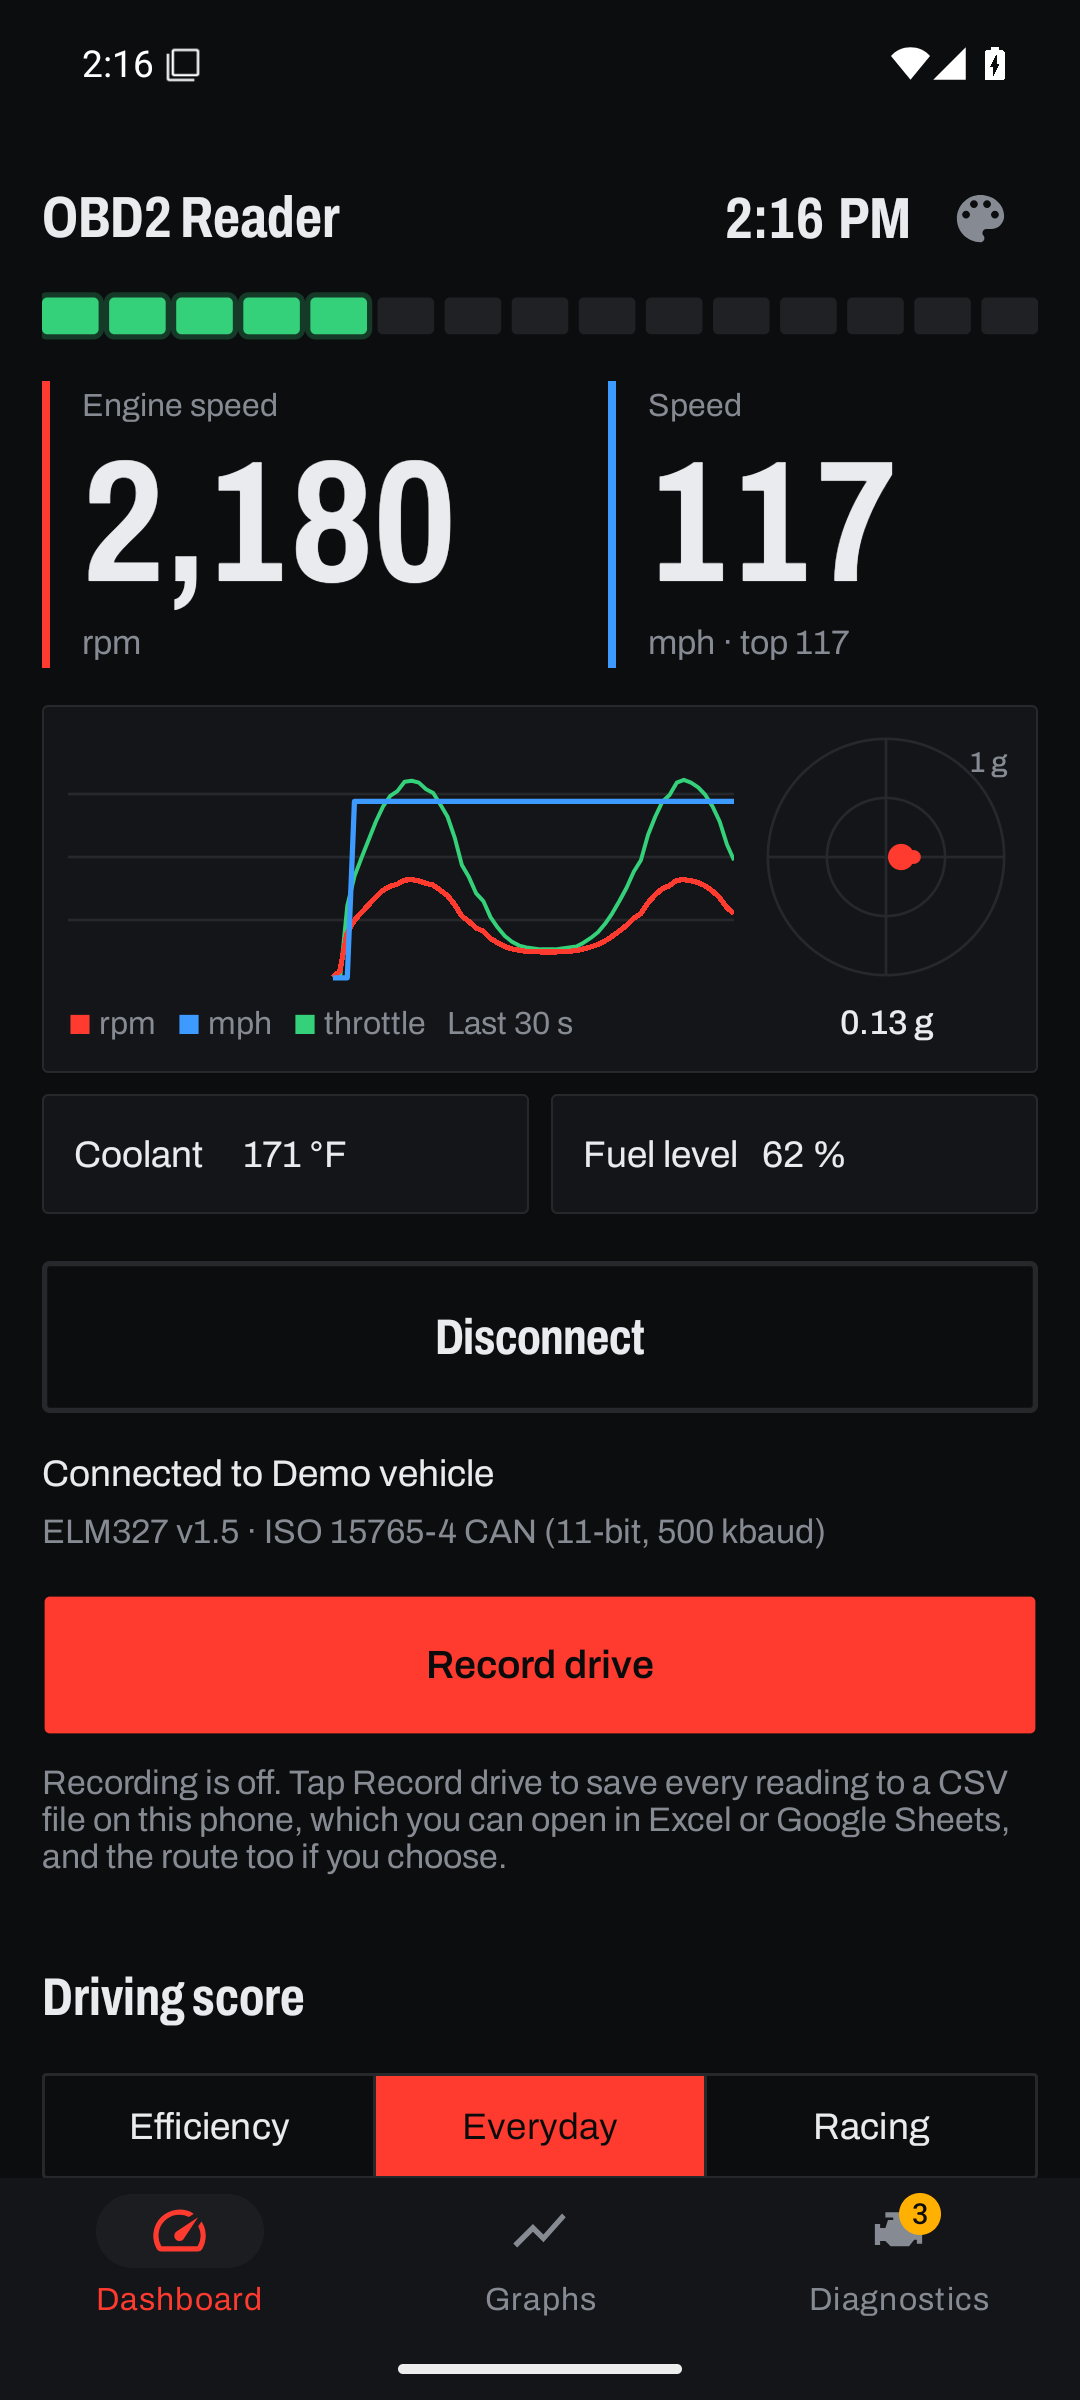 2:16
OBD2 Reader
2:16 PM
Engine speed
2,180
rpm
Speed
117
mph · top 117
1 g
rpm mph throttle Last 30 s
0.13 g
Coolant 171 °F
Fuel level 62 %
Disconnect
Connected to Demo vehicle
ELM327 v1.5 · ISO 15765-4 CAN (11-bit, 500 kbaud)
Record drive
Recording is off. Tap Record drive to save every reading to a CSV
file on this phone, which you can open in Excel or Google Sheets,
and the route too if you choose.
Driving score
Efficiency
Everyday
Racing
3
Dashboard
Graphs
Diagnostics